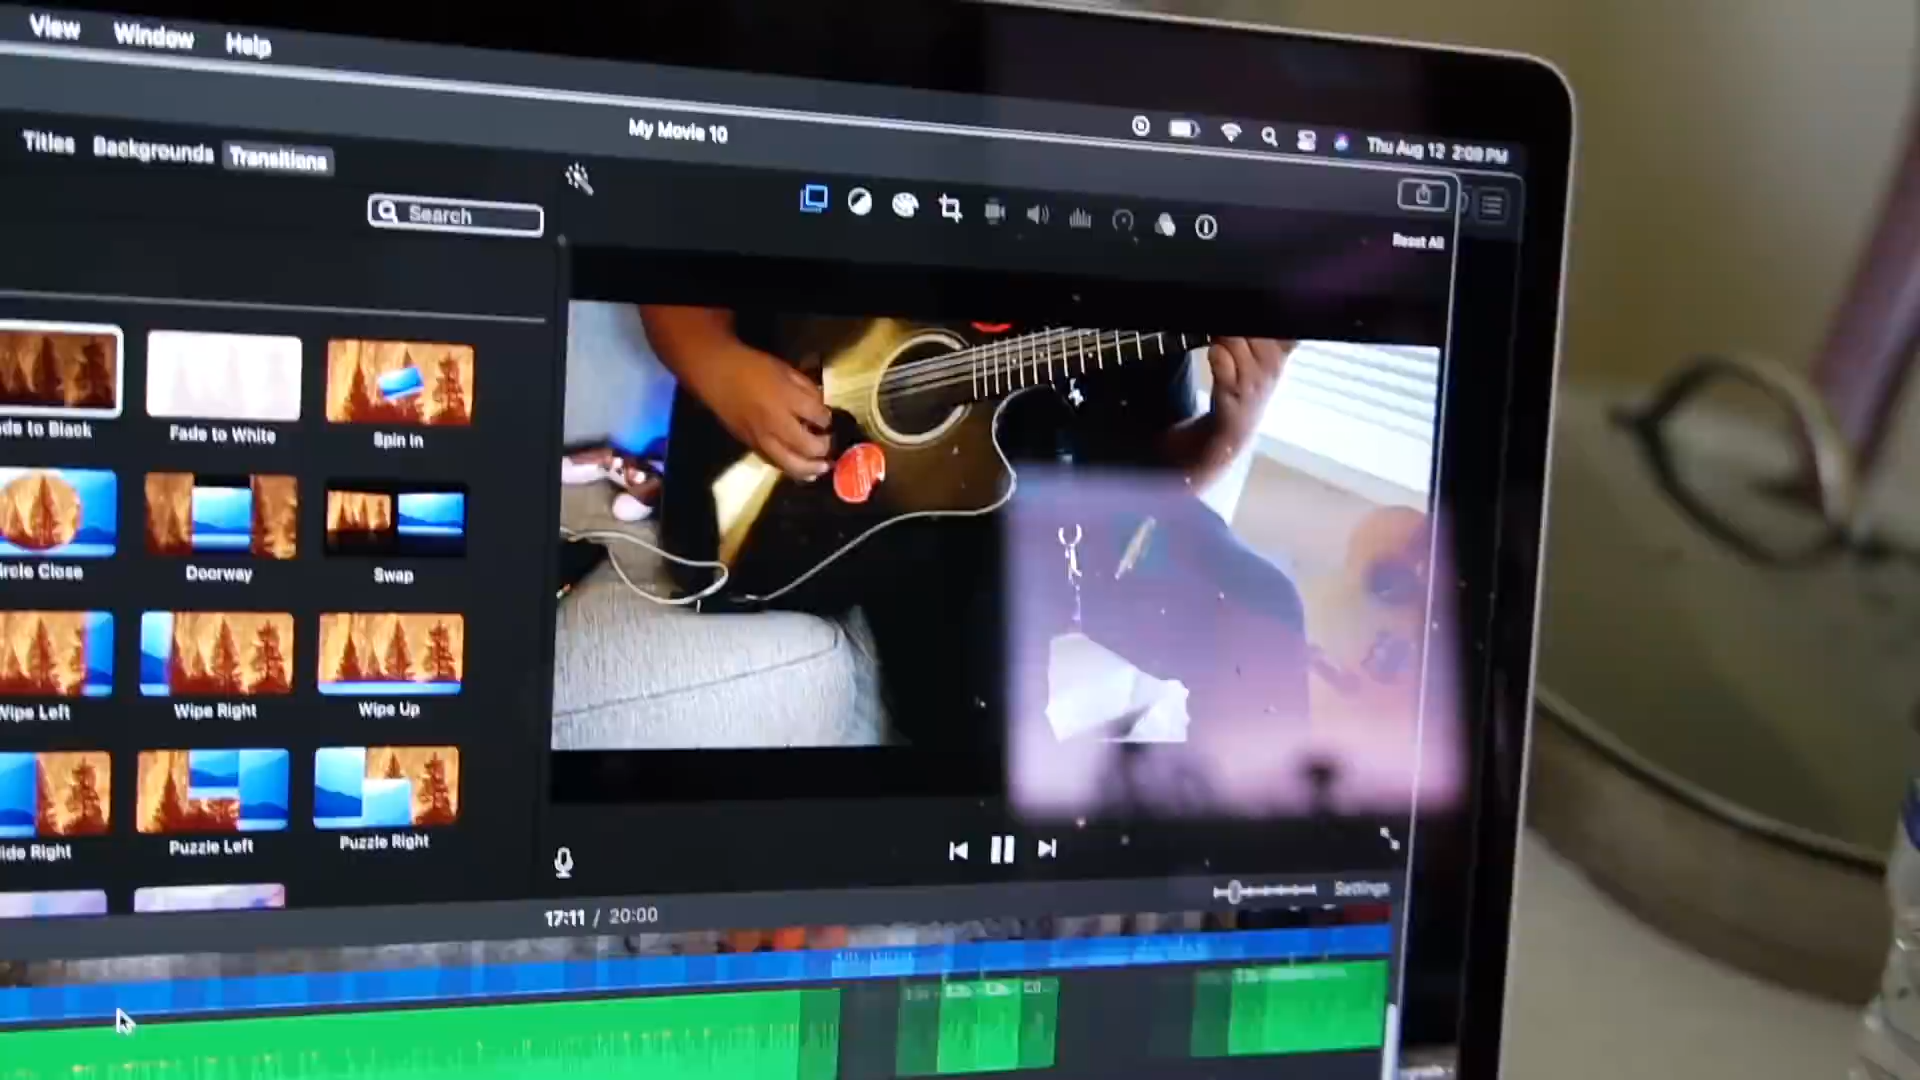 View Window Help
Thu Aug 12 2:09 PM
My Movie 10
Titles Backgrounds Transitions
Search
Reset All
de to Black
Fade to White
Spin In
ircle Close
Doorway
Swap
Wipe Left
Wipe Right
Wipe Up
lide Right
Puzzle Left
Puzzle Right
Settings
17:11 / 20:00